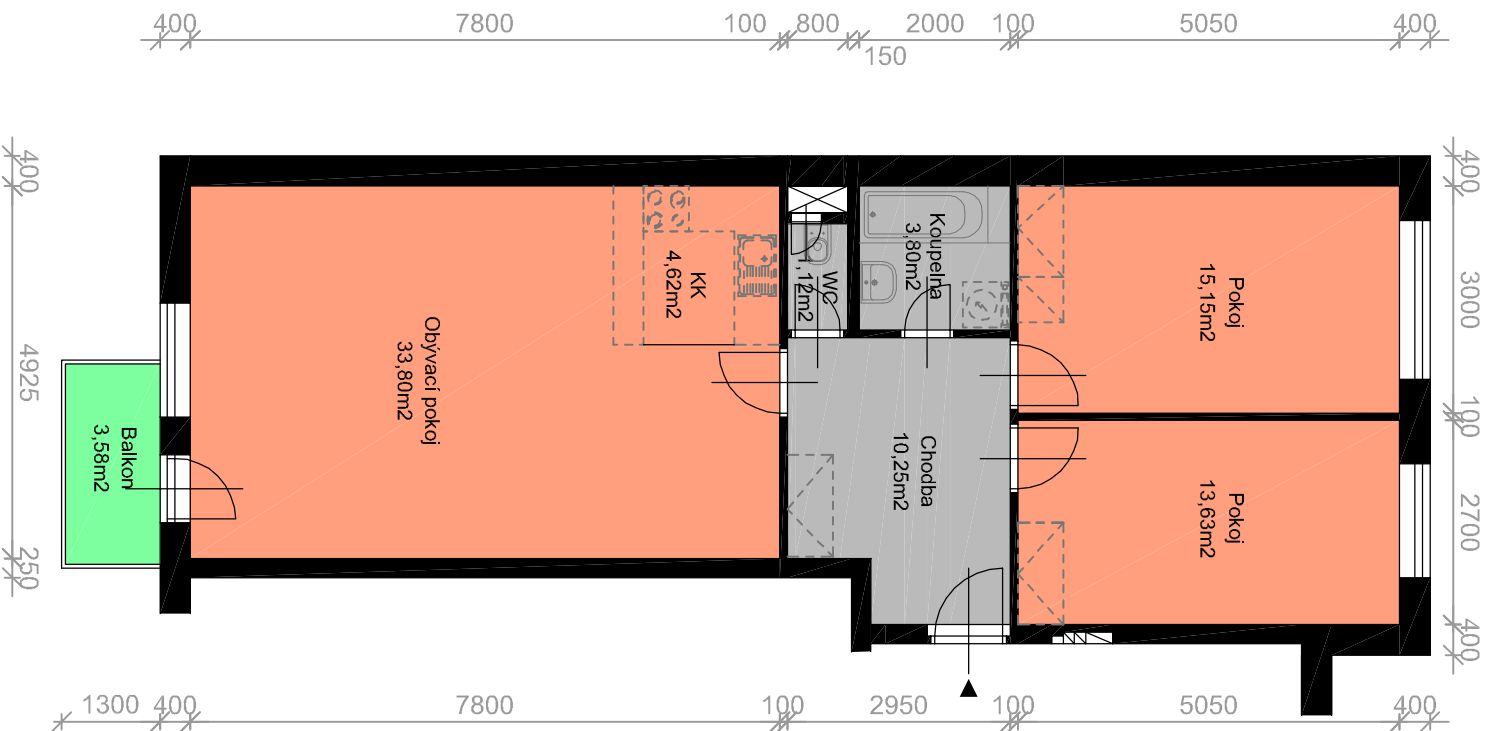 400 7800 100 800 2000 100 5050 400
150
400
4925
250
400
3000
100
2700
400
Obývací pokoj
33,80m2
KK
4,62m2
WC
1,12m2
Koupelna
3,80m2
Pokoj
15,15m2
Balkon
3,58m2
Chodba
10,25m2
Pokoj
13,63m2
1300 400 7800 100 2950 100 5050 400